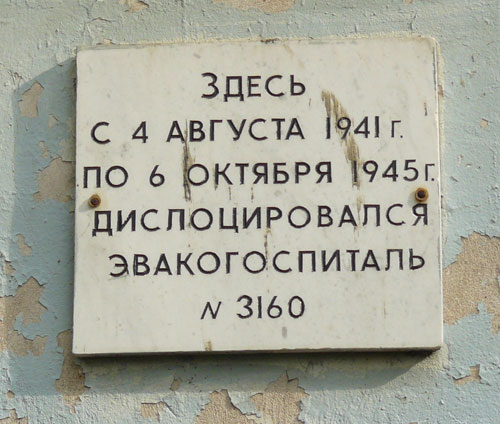 ЗДЕСЬ
С 4 АВГУСТА 1941 г.
ПО 6 ОКТЯБРЯ 1945 г.
ДИСЛОЦИРОВАЛСЯ
ЭВАКОГОСПИТАЛЬ
N 3160